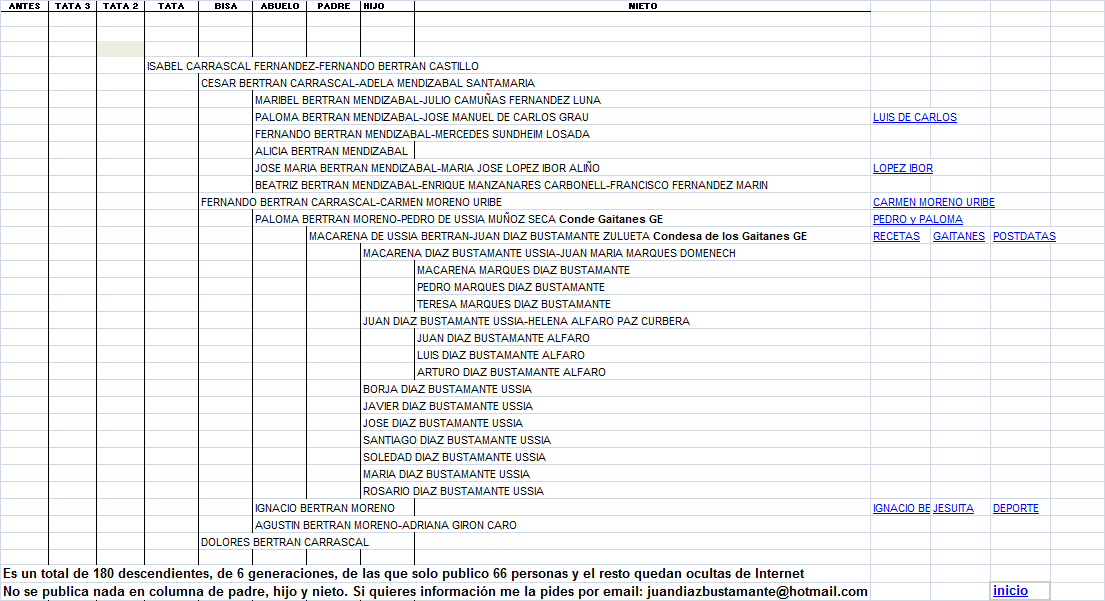 ANTES TATA 3 TATA 2 TATA BISA ABUELO PADRE HIJO NIETO
ISABEL CARRASCAL FERNANDEZ-FERNANDO BERTRAN CASTILLO
CESAR BERTRAN CARRASCAL-ADELA MENDIZABAL SANTAMARIA
MARIBEL BERTRAN MENDIZABAL-JULIO CAMUÑAS FERNANDEZ LUNA
PALOMA BERTRAN MENDIZABAL-JOSE MANUEL DE CARLOS GRAU LUIS DE CARLOS
FERNANDO BERTRAN MENDIZABAL-MERCEDES SUNDHEIM LOSADA
ALICIA BERTRAN MENDIZABAL
JOSE MARIA BERTRAN MENDIZABAL-MARIA JOSE LOPEZ IBOR ALIÑO LOPEZ IBOR
BEATRIZ BERTRAN MENDIZABAL-ENRIQUE MANZANARES CARBONELL-FRANCISCO FERNANDEZ MARIN
FERNANDO BERTRAN CARRASCAL-CARMEN MORENO URIBE CARMEN MORENO URIBE
PALOMA BERTRAN MORENO-PEDRO DE USSIA MUÑOZ SECA Conde Gaitanes GE PEDRO y PALOMA
MACARENA DE USSIA BERTRAN-JUAN DIAZ BUSTAMANTE ZULUETA Condesa de los Gaitanes GE RECETAS GAITANES POSTDATAS
MACARENA DIAZ BUSTAMANTE USSIA-JUAN MARIA MARQUES DOMENECH
MACARENA MARQUES DIAZ BUSTAMANTE
PEDRO MARQUES DIAZ BUSTAMANTE
TERESA MARQUES DIAZ BUSTAMANTE
JUAN DIAZ BUSTAMANTE USSIA-HELENA ALFARO PAZ CURBERA
JUAN DIAZ BUSTAMANTE ALFARO
LUIS DIAZ BUSTAMANTE ALFARO
ARTURO DIAZ BUSTAMANTE ALFARO
BORJA DIAZ BUSTAMANTE USSIA
JAVIER DIAZ BUSTAMANTE USSIA
JOSE DIAZ BUSTAMANTE USSIA
SANTIAGO DIAZ BUSTAMANTE USSIA
SOLEDAD DIAZ BUSTAMANTE USSIA
MARIA DIAZ BUSTAMANTE USSIA
ROSARIO DIAZ BUSTAMANTE USSIA
IGNACIO BERTRAN MORENO IGNACIO BE JESUITA DEPORTE
AGUSTIN BERTRAN MORENO-ADRIANA GIRON CARO
DOLORES BERTRAN CARRASCAL
Es un total de 180 descendientes, de 6 generaciones, de las que solo publico 66 personas y el resto quedan ocultas de Internet
No se publica nada en columna de padre, hijo y nieto. Si quieres información me la pides por email: juandiazbustamante@hotmail.com inicio